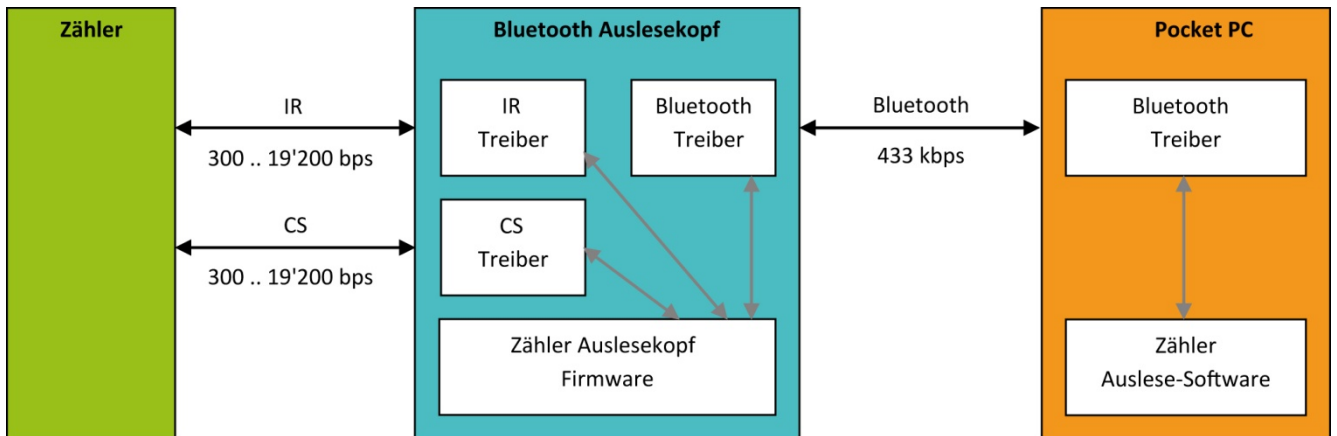 Zähler
Bluetooth Auslesekopf
Pocket PC
IR
300 .. 19'200 bps
CS
300 .. 19'200 bps
IR
Treiber
Bluetooth
Treiber
CS
Treiber
Zähler Auslesekopf
Firmware
Bluetooth
433 kbps
Bluetooth
Treiber
Zähler
Auslese-Software